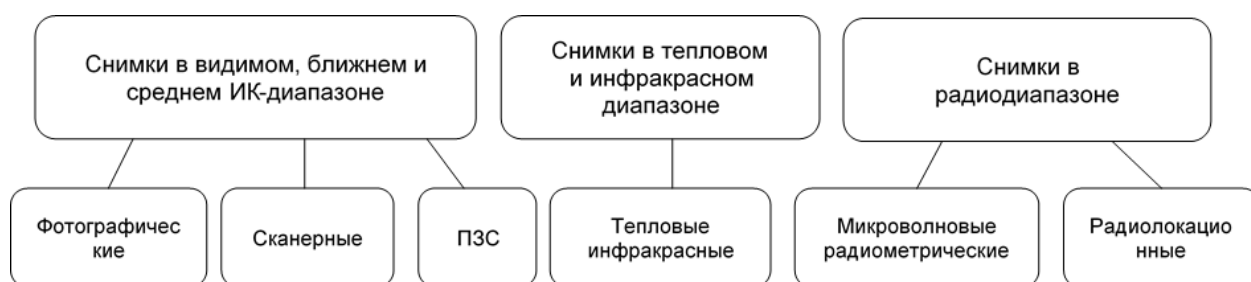 Снимки в видимом, ближнем и
среднем ИК-диапазоне
Снимки в тепловом
и инфракрасном
диапазоне
Снимки в
радиодиапазоне
Фотографичес
кие
Сканерные
ПЗС
Тепловые
инфракрасные
Микроволновые
радиометрические
Радиолокацио
нные